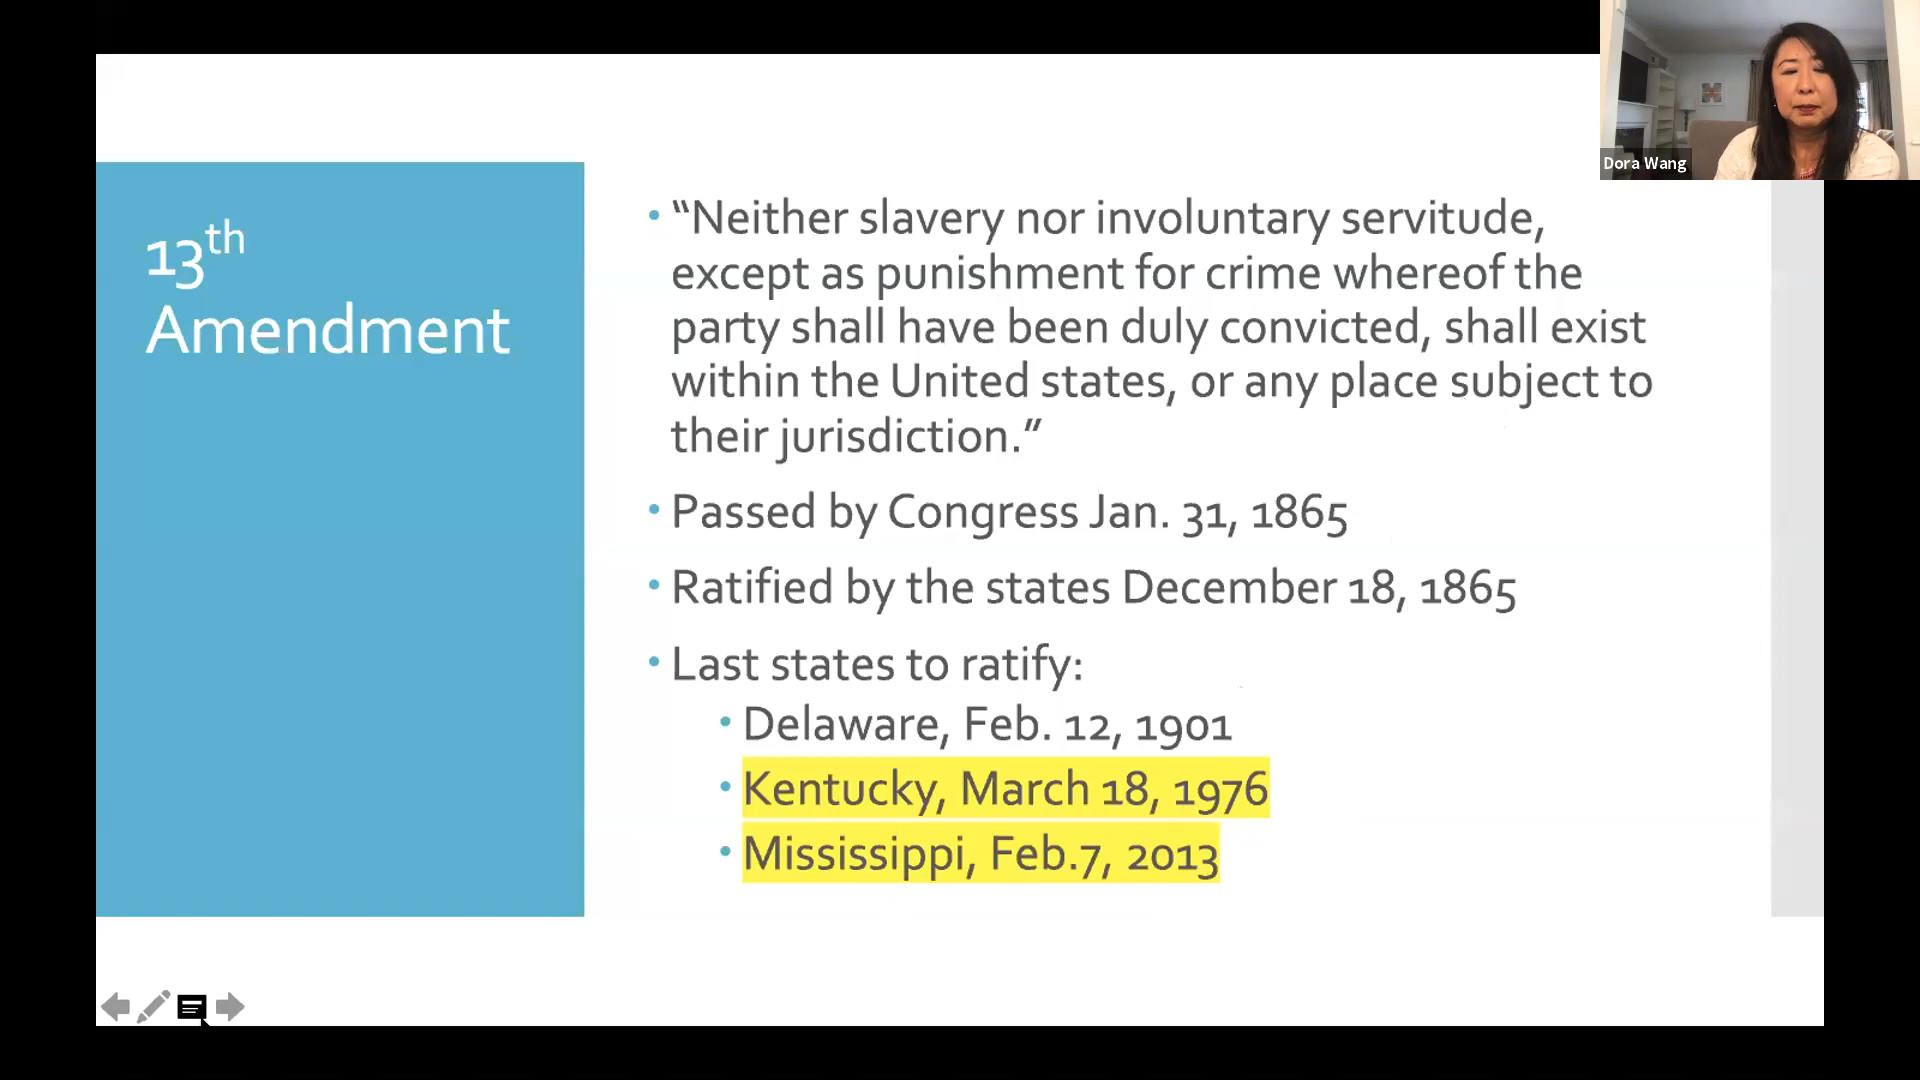 Dora Wang
13th
Amendment
• “Neither slavery nor involuntary servitude,
except as punishment for crime whereof the
party shall have been duly convicted, shall exist
within the United states, or any place subject to
their jurisdiction.”
• Passed by Congress Jan. 31, 1865
• Ratified by the states December 18, 1865
• Last states to ratify:
• Delaware, Feb. 12, 1901
• Kentucky, March 18, 1976
• Mississippi, Feb.7, 2013